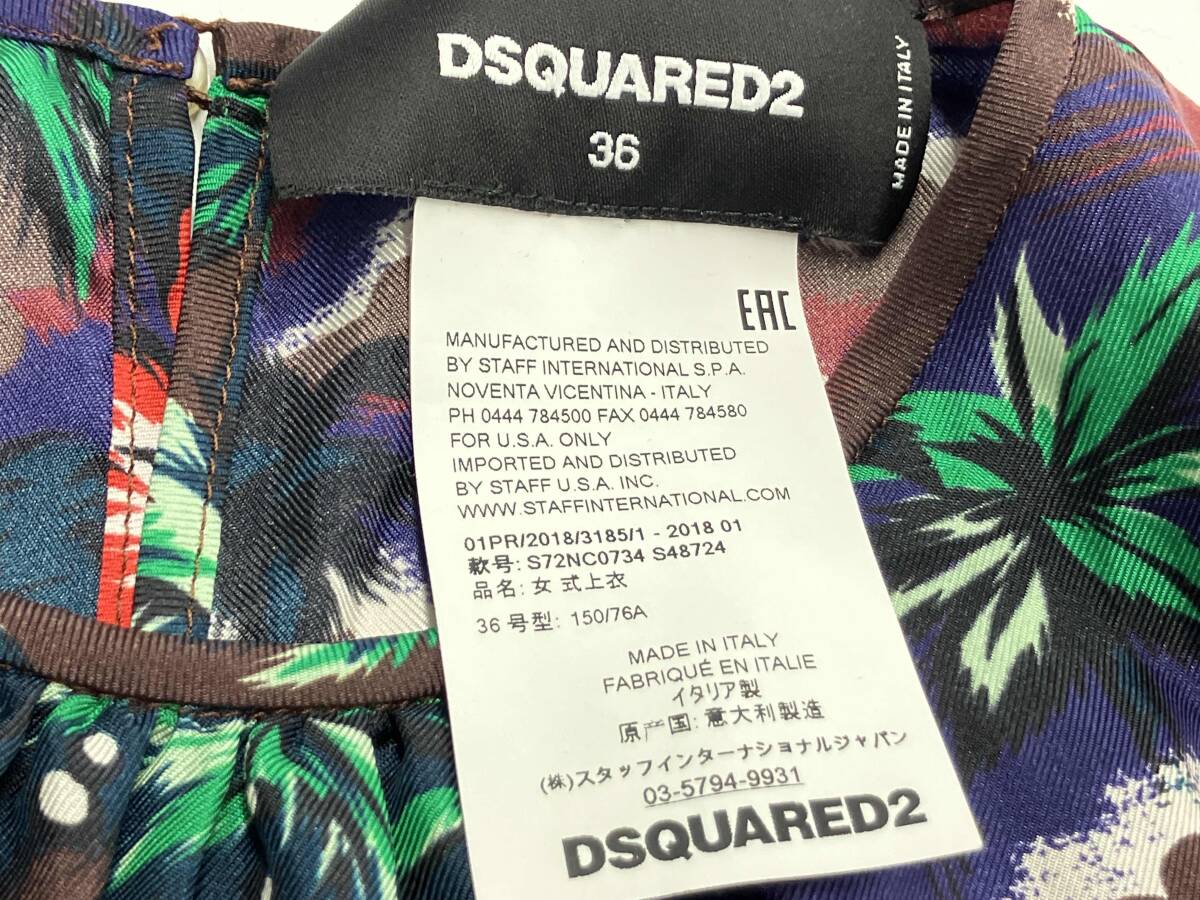 DSQUARED2
36
MADE IN ITALY
EAC
MANUFACTURED AND DISTRIBUTED
BY STAFF INTERNATIONAL S.P.A.
NOVENTA VICENTINA - ITALY
PH 0444 784500 FAX 0444 784580
FOR U.S.A. ONLY
IMPORTED AND DISTRIBUTED
BY STAFF U.S.A. INC.
WWW.STAFFINTERNATIONAL.COM
01PR/2018/3185/1 - 2018 01
款号: S72NC0734 S48724
品名: 女 式上衣
36 号型: 150/76A
MADE IN ITALY
FABRIQUÉ EN ITALIE
イタリア製
原产国: 意大利製造
(株)スタッフインターナショナルジャパン
03-5794-9931
DSQUARED2